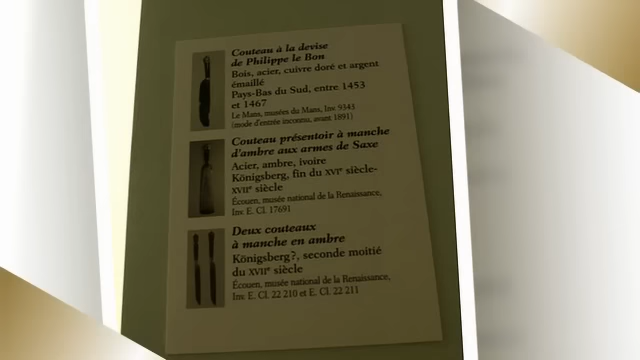 Couteau à la devise
de Philippe le Bon
Bois, acier, cuivre doré et argent
émaillé
Pays-Bas du Sud, entre 1453
et 1467
Le Mans, musées du Mans, Inv. 9343
(mode d'entrée inconnu, avant 1891)
Couteau présentoir à manche
d'ambre aux armes de Saxe
Acier, ambre, ivoire
Königsberg, fin du XVIe siècle-
XVIIe siècle
Écouen, musée national de la Renaissance,
Inv. E. Cl. 17691
Deux couteaux
à manche en ambre
Königsberg?, seconde moitié
du XVIIe siècle
Écouen, musée national de la Renaissance,
Inv. E. Cl. 22 210 et E. Cl. 22 211